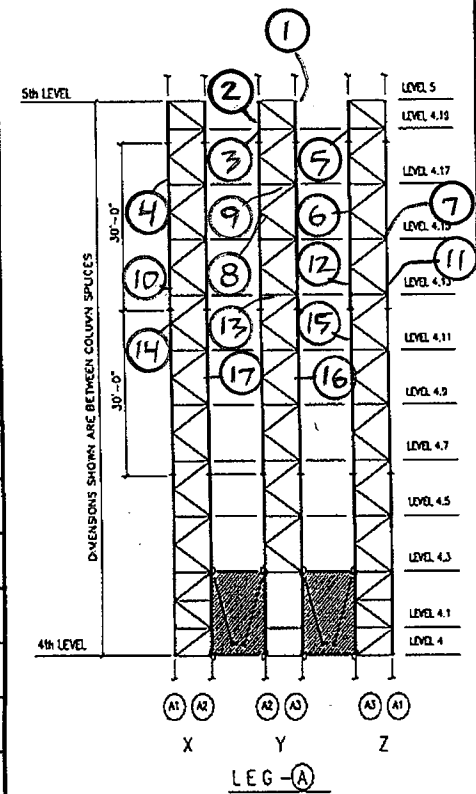 1
5th LEVEL
LEVEL 5
2
LEVEL 4.19
3
5
LEVEL 4.17
4
9
6
7
30'-0"
LEVEL 4.15
8
12
11
10
LEVEL 4.13
13
14
15
LEVEL 4.11
17
16
30'-0"
LEVEL 4.9
DIMENSIONS SHOWN ARE BETWEEN COLUMN SPLICES
LEVEL 4.7
LEVEL 4.5
LEVEL 4.3
LEVEL 4.1
4th LEVEL
LEVEL 4
A1 A2 A2 A3 A3 A1
X Y Z
LEG-A